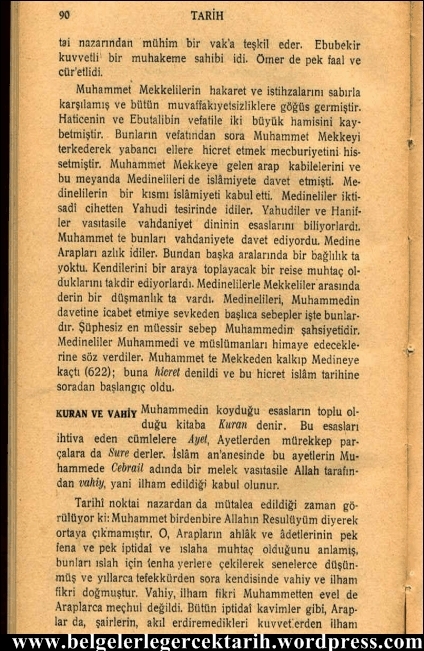 90 TARİH
tai nazarından mühim bir vak'a teşkil eder. Ebubekir
kuvvetli bir muhakeme sahibi idi. Ömer de pek faal ve
cür'etlidi.
Muhammet Mekkelilerin hakaret ve istihzalarını sabırla
karşılamış ve bütün muvaffakıyetsizliklere göğüs germiştir.
Haticenin ve Ebutalibin vefatile iki büyük hamisini kay-
betmiştir. Bunların vefatından sora Muhammet Mekkeyi
terkederek yabancı ellere hicret etmek mecburiyetini his-
setmiştir. Muhammet Mekkeye gelen arap kabilelerini ve
bu meyanda Medinelileri de islâmiyete davet etmişti. Me-
dinelilerin bir kısmı islâmiyeti kabul etti. Medineliler ikti-
sadî cihetten Yahudi tesirinde idiler. Yahudiler ve Hanif-
ler vasıtasile vahdaniyet dininin esaslarını biliyorlardı.
Muhammet te bunları vahdaniyete davet ediyordu. Medine
Arapları azlık idiler. Bundan başka aralarında bir bağlılık ta
yoktu. Kendilerini bir araya toplayacak bir reise muhtaç ol-
duklarını takdir ediyorlardı. Medinelilerle Mekkeliler arasında
derin bir düşmanlık ta vardı. Medinelileri, Muhammedin
davetine icabet etmiye sevkeden başlıca sebepler işte bunlar-
dır. Şüphesiz en müessir sebep Muhammedin şahsiyetidir.
Medineliler Muhammedi ve müslümanları himaye edecekle-
rine söz verdiler. Muhammet te Mekkeden kalkıp Medineye
kaçtı (622); buna hicret denildi ve bu hicret islâm tarihine
soradan başlangıç oldu.
KURAN VE VAHİY Muhammedin koyduğu esasların toplu ol-
duğu kitaba Kuran denir. Bu esasları
ihtiva eden cümlelere Ayet, Ayetlerden mürekkep par-
çalara da Sure derler. İslâm an'anesinde bu ayetlerin Mu-
hammede Cebrail adında bir melek vasıtasile Allah tarafın-
dan vahiy, yani ilham edildiği kabul olunur.
Tarihî noktai nazardan da mütalea edildiği zaman gö-
rülüyor ki: Muhammet birdenbire Allahın Resulüyüm diyerek
ortaya çıkmamıştır. O, Arapların ahlâk ve âdetlerinin pek
fena ve pek iptidaî ve ıslaha muhtaç olduğunu anlamış,
bunları ıslah için tenha yerlere çekilerek senelerce düşün-
müş ve yıllarca tefekkürden sora kendisinde vahiy ve ilham
fikri doğmuştur. Vahiy, ilham fikri Muhammetten evel de
Araplarca meçhul değildi. Bütün iptidaî kavimler gibi, Arap-
lar da, şairlerin, akıl erdiremedikleri kuvvetlerden ilham
www.belgelerlegercektarih.wordpress.com